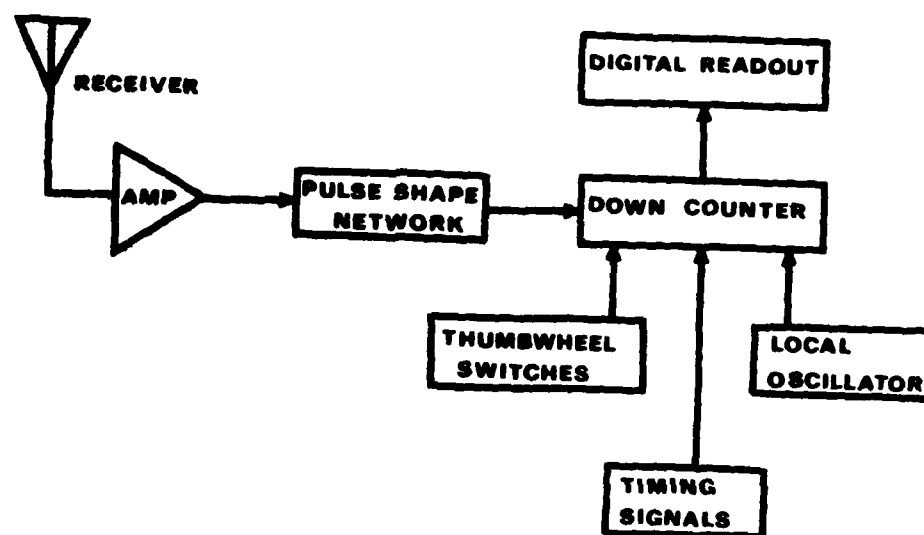 RECEIVER
DIGITAL READOUT
AMP
PULSE SHAPE
NETWORK
DOWN COUNTER
THUMBWHEEL
SWITCHES
LOCAL
OSCILLATOR
TIMING
SIGNALS